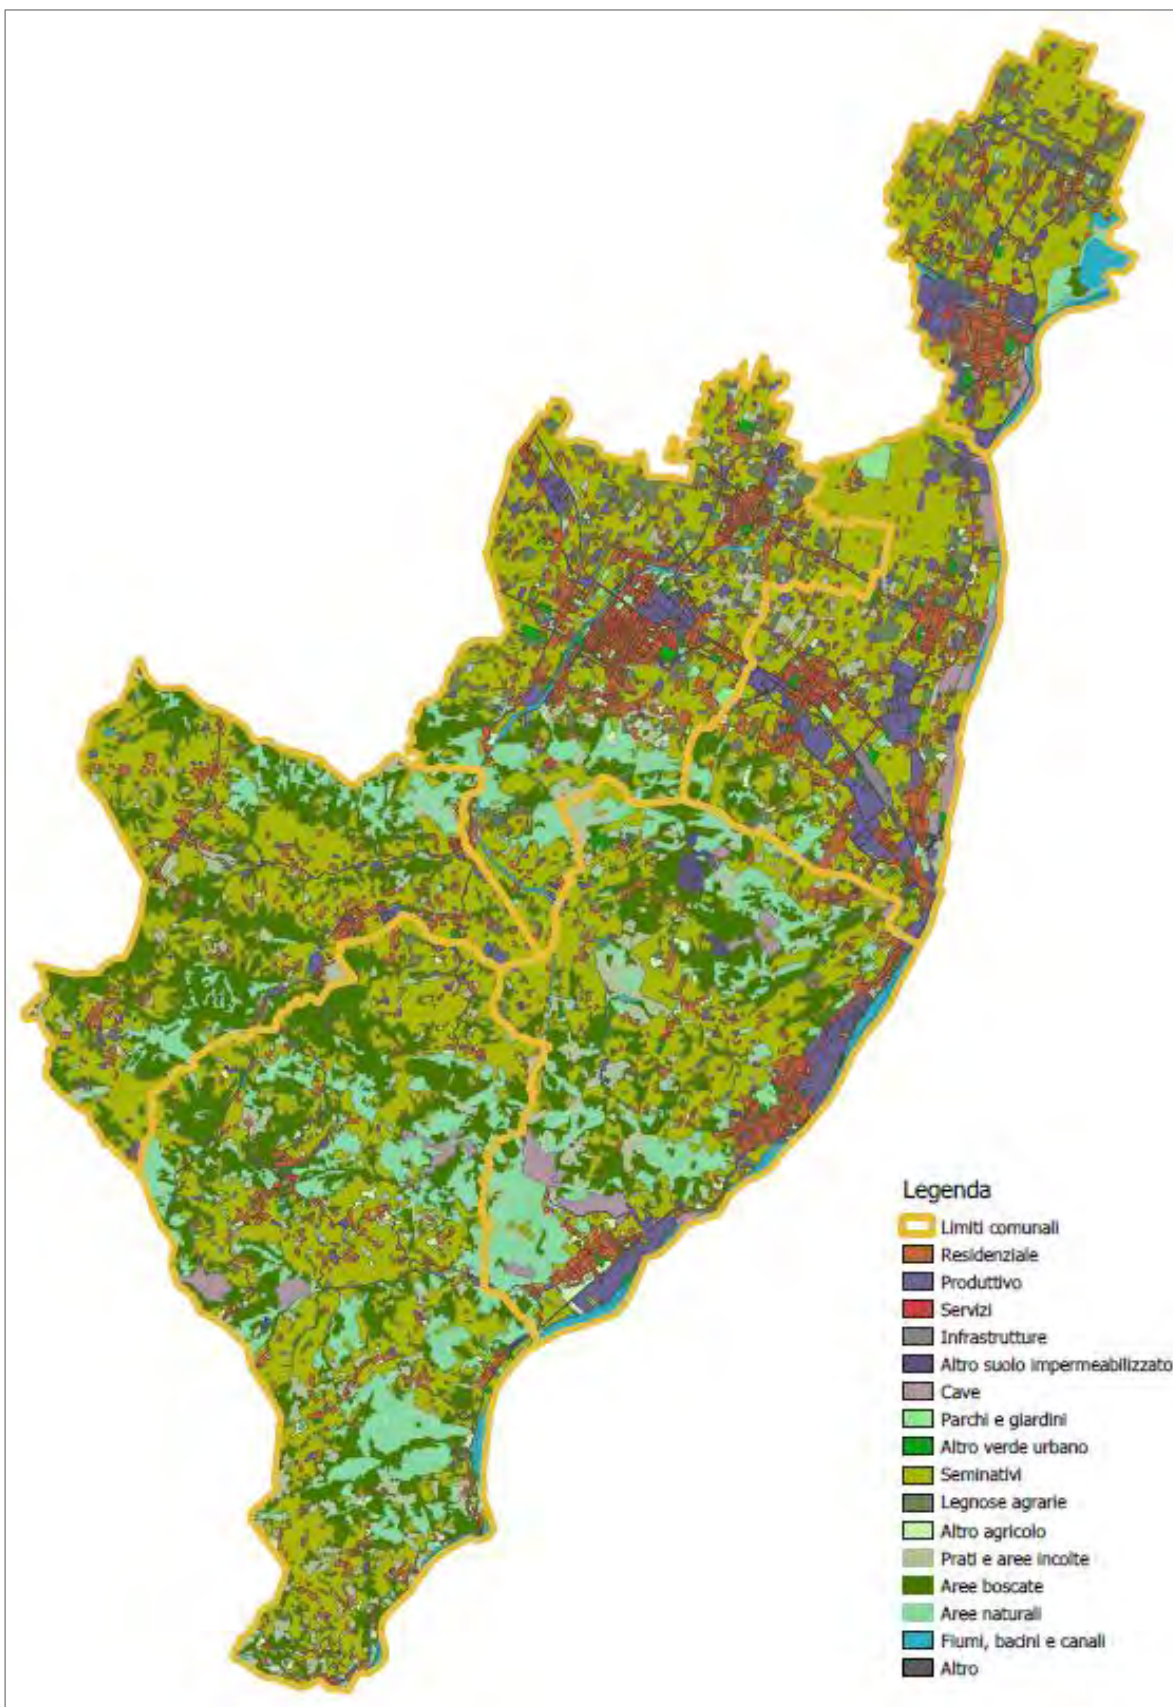 Legenda
Limiti comunali
Residenziale
Produttivo
Servizi
Infrastrutture
Altro suolo impermeabilizzato
Cave
Parchi e giardini
Altro verde urbano
Seminativi
Legnose agrarie
Altro agricolo
Prati e aree incolte
Aree boscate
Aree naturali
Fiumi, bacini e canali
Altro